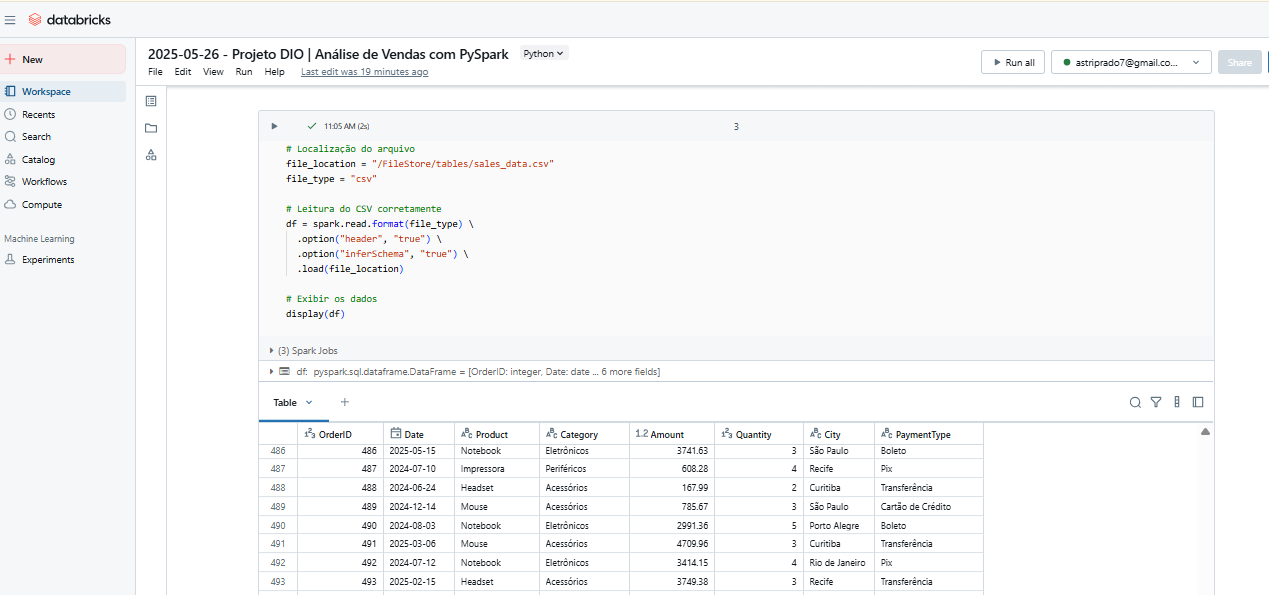 databricks
New
Workspace
Recents
Search
Catalog
Workflows
Compute
Machine Learning
Experiments
2025-05-26 - Projeto DIO | Análise de Vendas com PySpark Python
File Edit View Run Help Last edit was 19 minutes ago
Run all
astriprado7@gmail.co...
Share
11:05 AM (2s)
3
# Localização do arquivo
file_location = "/FileStore/tables/sales_data.csv"
file_type = "csv"
# Leitura do CSV corretamente
df = spark.read.format(file_type) \
.option("header", "true") \
.option("inferSchema", "true") \
.load(file_location)
# Exibir os dados
display(df)
(3) Spark Jobs
df: pyspark.sql.dataframe.DataFrame = [OrderID: integer, Date: date ... 6 more fields]
Table +
1²3 OrderID Date ABc Product ABc Category 1.2 Amount 1²3 Quantity ABc City ABc PaymentType
486 486 2025-05-15 Notebook Eletrônicos 3741.63 3 São Paulo Boleto
487 487 2024-07-10 Impressora Periféricos 608.28 4 Recife Pix
488 488 2024-06-24 Headset Acessórios 167.99 2 Curitiba Transferência
489 489 2024-12-14 Mouse Acessórios 785.67 3 São Paulo Cartão de Crédito
490 490 2024-08-03 Notebook Eletrônicos 2991.36 5 Porto Alegre Boleto
491 491 2025-03-06 Mouse Acessórios 4709.96 3 Curitiba Transferência
492 492 2024-07-12 Notebook Eletrônicos 3414.15 4 Rio de Janeiro Pix
493 493 2025-02-15 Headset Acessórios 3749.38 3 Recife Transferência